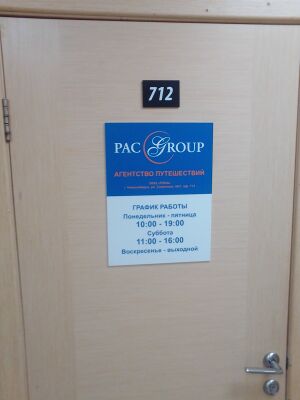 712
PAC GROUP
АГЕНТСТВО ПУТЕШЕСТВИЙ
ГРАФИК РАБОТЫ
Понедельник - пятница
10:00 - 19:00
Суббота
11:00 - 16:00
Воскресенье - выходной